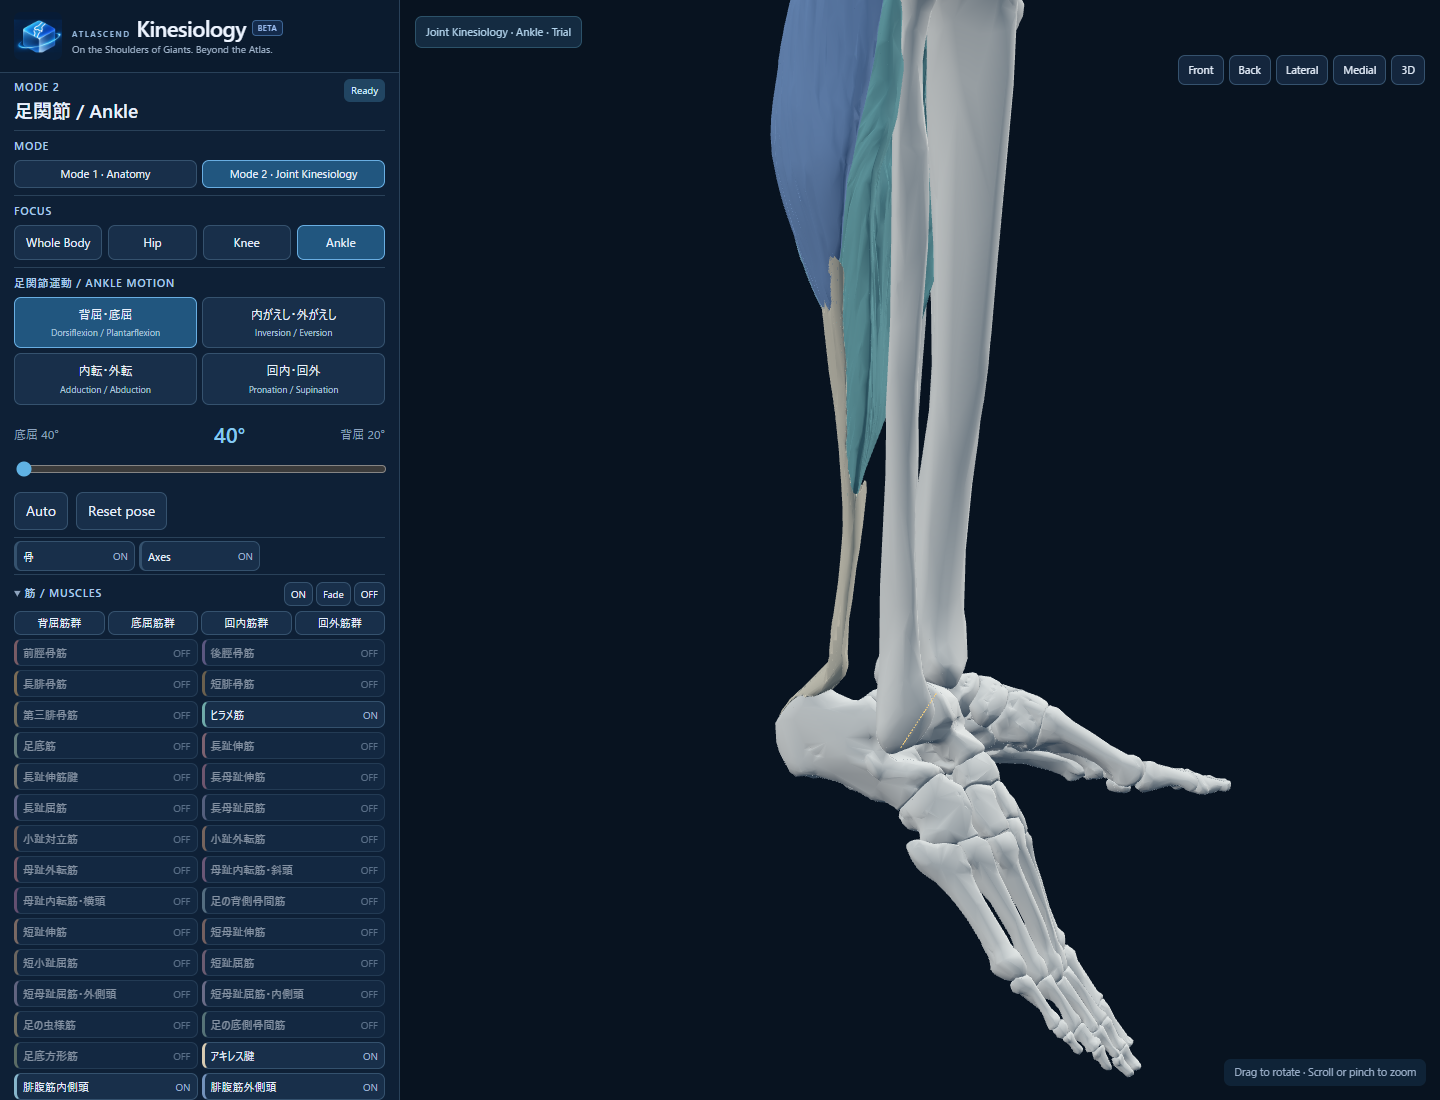 ATLASCEND Kinesiology BETA
On the Shoulders of Giants. Beyond the Atlas.
MODE 2
Ready
足関節 / Ankle
MODE
Mode 1 · Anatomy
Mode 2 · Joint Kinesiology
FOCUS
Whole Body
Hip
Knee
Ankle
足関節運動 / ANKLE MOTION
背屈・底屈
Dorsiflexion / Plantarflexion
内がえし・外がえし
Inversion / Eversion
内転・外転
Adduction / Abduction
回内・回外
Pronation / Supination
底屈 40°
40°
背屈 20°
Auto
Reset pose
骨 ON
Axes ON
▼ 筋 / MUSCLES
ON
Fade
OFF
背屈筋群
底屈筋群
回内筋群
回外筋群
前脛骨筋 OFF
後脛骨筋 OFF
長腓骨筋 OFF
短腓骨筋 OFF
第三腓骨筋 OFF
ヒラメ筋 ON
足底筋 OFF
長趾伸筋 OFF
長趾伸筋腱 OFF
長母趾伸筋 OFF
長趾屈筋 OFF
長母趾屈筋 OFF
小趾対立筋 OFF
小趾外転筋 OFF
母趾外転筋 OFF
母趾内転筋・斜頭 OFF
母趾内転筋・横頭 OFF
足の背側骨間筋 OFF
短趾伸筋 OFF
短母趾伸筋 OFF
短小趾屈筋 OFF
短趾屈筋 OFF
短母趾屈筋・外側頭 OFF
短母趾屈筋・内側頭 OFF
足の虫様筋 OFF
足の底側骨間筋 OFF
足底方形筋 OFF
アキレス腱 ON
腓腹筋内側頭 ON
腓腹筋外側頭 ON
Joint Kinesiology · Ankle · Trial
Front
Back
Lateral
Medial
3D
Drag to rotate · Scroll or pinch to zoom